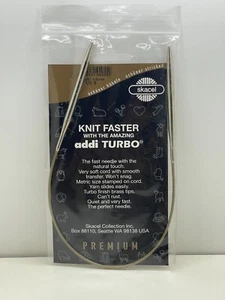 skacel
KNIT FASTER
WITH THE AMAZING
addi TURBO®
The fast needle with the
natural touch.
Very soft cord with smooth
transfer. Won't snag.
Metric size stamped on cord.
Yarn slides easily.
Turbo finish brass tips.
Can't rust.
Quiet and very fast.
The perfect needle.
Skacel Collection Inc.
Box 88110, Seattle WA 98138 USA
PREMIUM